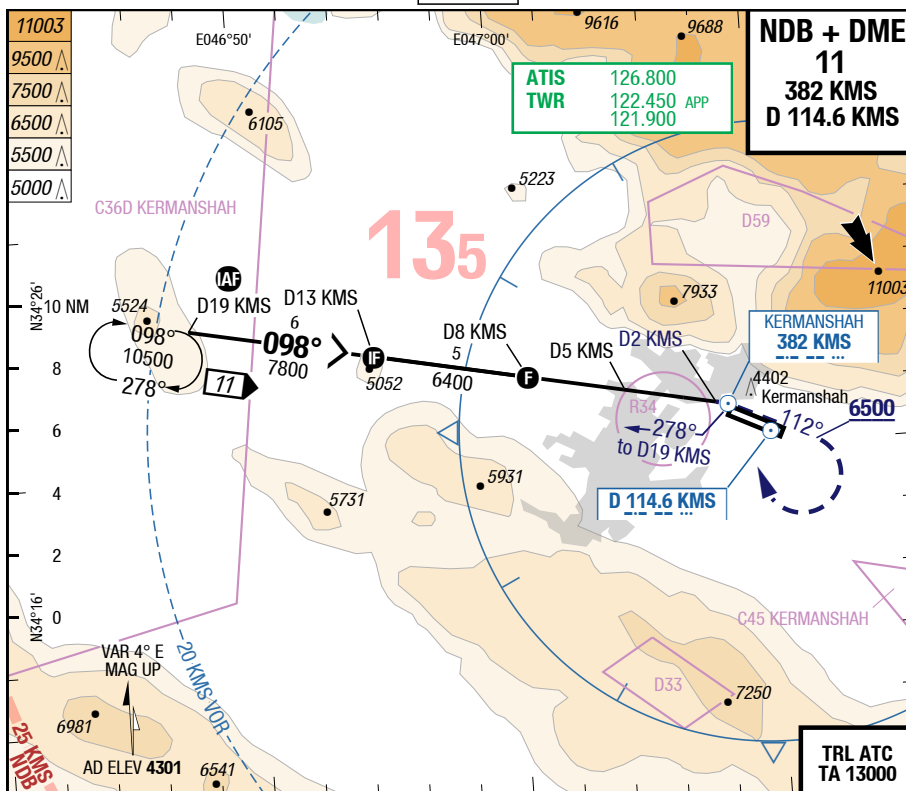 11003
9500
7500
6500
5500
5000
E046°50'
E047°00'
9616
9688
NDB + DME
11
382 KMS
D 114.6 KMS
ATIS 126.800
TWR 122.450 APP
121.900
6105
5223
C36D KERMANSHAH
D59
135
11003
7933
N34°26'
10 NM
5524
IAF
D19 KMS
D13 KMS
6
098°
7800
IF
5052
D8 KMS
5
6400
F
D5 KMS
D2 KMS
KERMANSHAH
382 KMS
098°
10500
278°
11
8
4402
Kermanshah
R34
278°
to D19 KMS
112°
6500
6
D 114.6 KMS
5931
5731
4
2
0
N34°16'
C45 KERMANSHAH
VAR 4° E
MAG UP
20 KMS VOR
D33
7250
6981
25 KMS
NDB
AD ELEV 4301
6541
TRL ATC
TA 13000